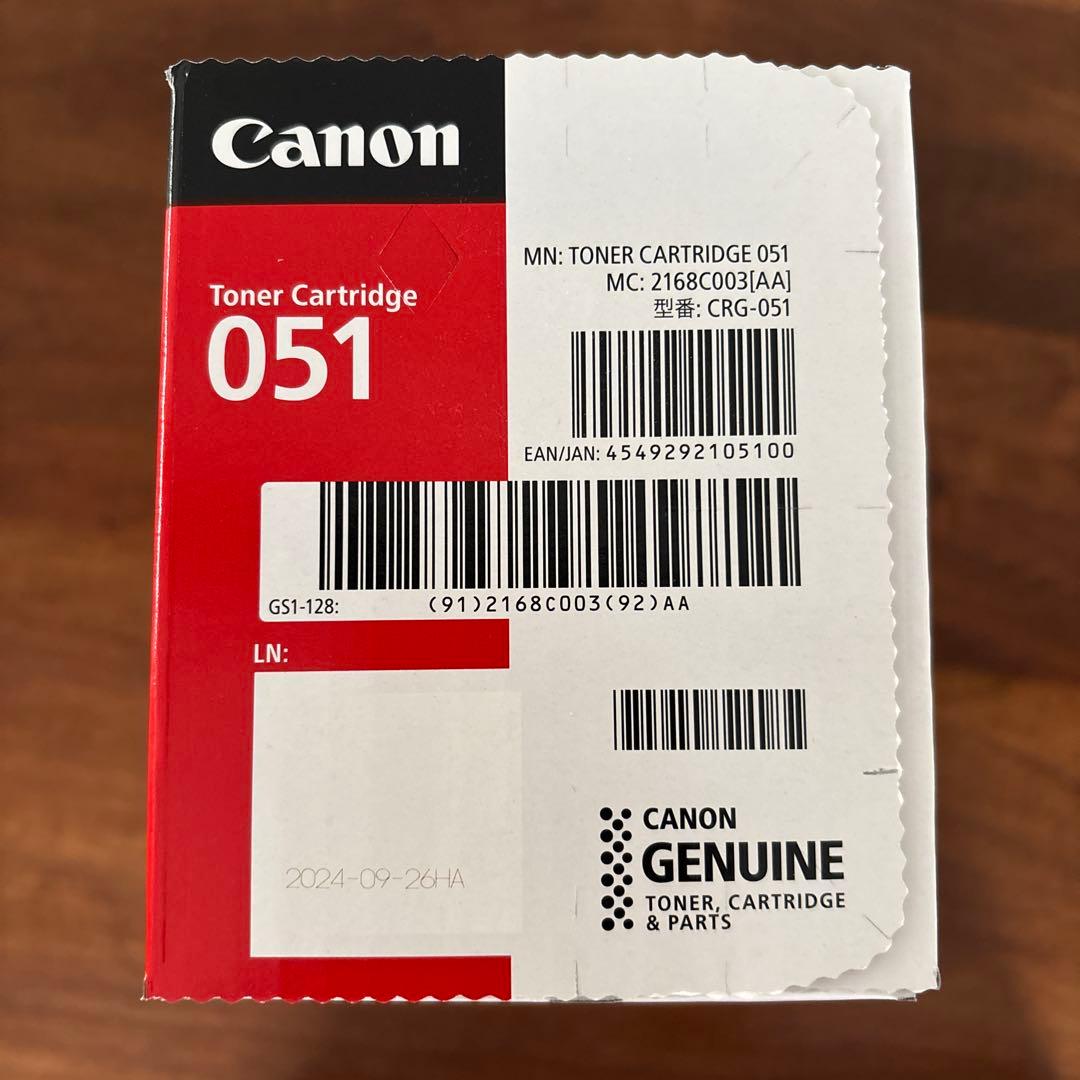 Canon
Toner Cartridge
051
MN: TONER CARTRIDGE 051
MC: 2168C003[AA]
型番: CRG-051
EAN/JAN: 4549292105100
GS1-128: (91)2168C003(92)AA
LN:
2024-09-26HA
CANON
GENUINE
TONER, CARTRIDGE
& PARTS